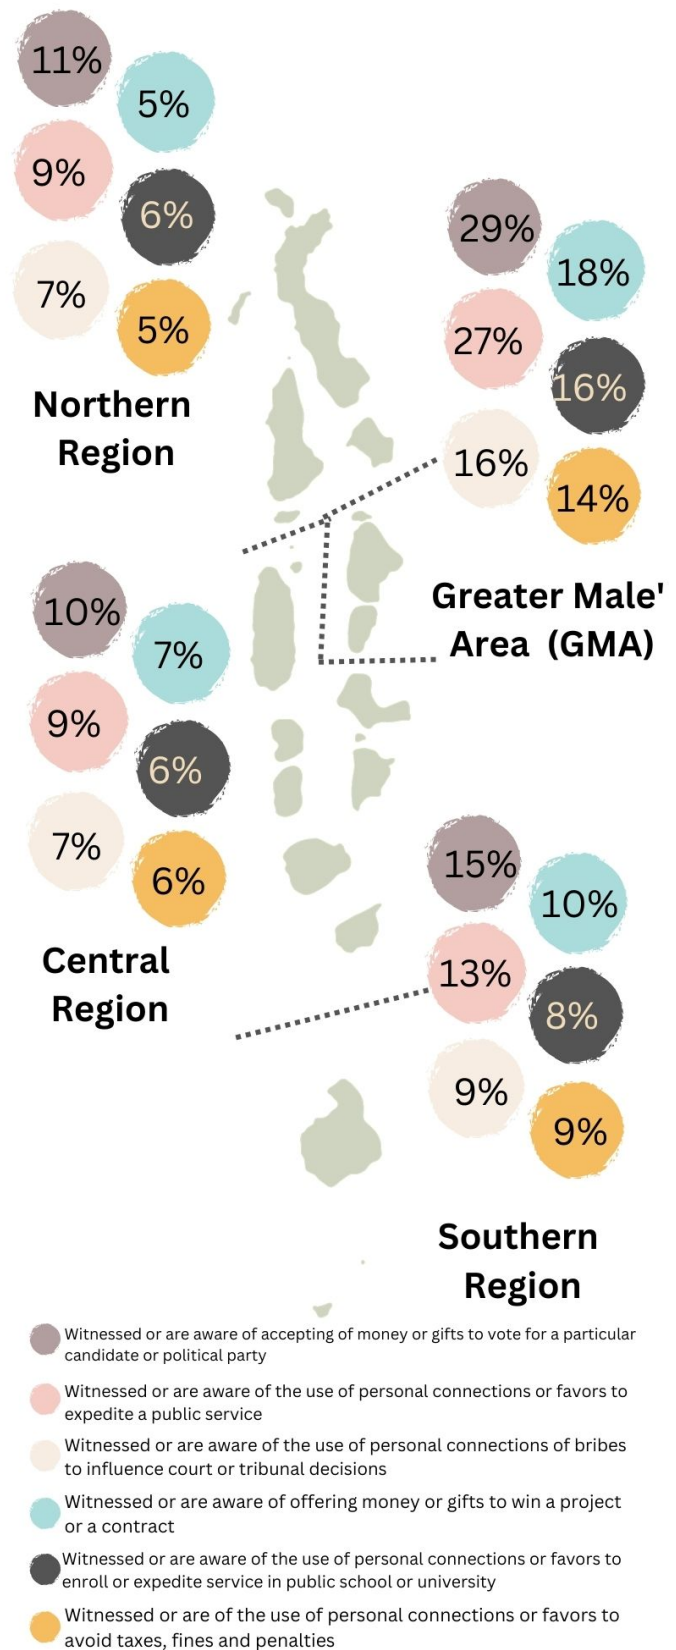 11%
5%
9%
6%
7%
5%
Northern
Region
29%
18%
27%
16%
16%
14%
Greater Male'
Area (GMA)
10%
7%
9%
6%
7%
6%
Central
Region
15%
10%
13%
8%
9%
9%
Southern
Region
Witnessed or are aware of accepting of money or gifts to vote for a particular
candidate or political party
Witnessed or are aware of the use of personal connections or favors to
expedite a public service
Witnessed or are aware of the use of personal connections of bribes
to influence court or tribunal decisions
Witnessed or are aware of offering money or gifts to win a project
or a contract
Witnessed or are aware of the use of personal connections or favors to
enroll or expedite service in public school or university
Witnessed or are of the use of personal connections or favors to
avoid taxes, fines and penalties